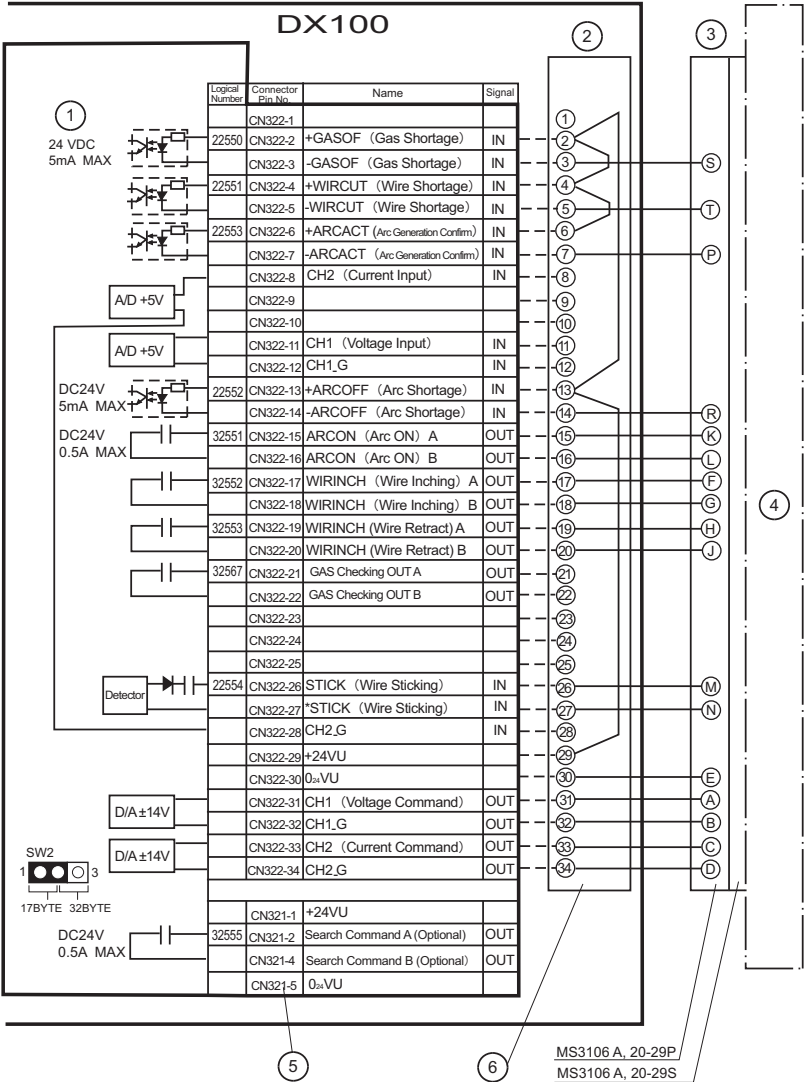 DX100
2
3
1
24 VDC
5mA MAX
Logical Number Connector Pin No. Name Signal
CN322-1 1
22550 CN322-2 +GASOF (Gas Shortage) IN 2
CN322-3 -GASOF (Gas Shortage) IN 3 S
22551 CN322-4 +WIRCUT (Wire Shortage) IN 4
CN322-5 -WIRCUT (Wire Shortage) IN 5 T
22553 CN322-6 +ARCACT (Arc Generation Confirm) IN 6
CN322-7 -ARCACT (Arc Generation Confirm) IN 7 P
CN322-8 CH2 (Current Input) IN 8
A/D +5V CN322-9 9
CN322-10 10
A/D +5V CN322-11 CH1 (Voltage Input) IN 11
CN322-12 CH1_G IN 12
DC24V
5mA MAX
22552 CN322-13 +ARCOFF (Arc Shortage) IN 13
CN322-14 -ARCOFF (Arc Shortage) IN 14 R
DC24V
0.5A MAX
32551 CN322-15 ARCON (Arc ON) A OUT 15 K
CN322-16 ARCON (Arc ON) B OUT 16 L
32552 CN322-17 WIRINCH (Wire Inching) A OUT 17 F
CN322-18 WIRINCH (Wire Inching) B OUT 18 G
4
32553 CN322-19 WIRINCH (Wire Retract) A OUT 19 H
CN322-20 WIRINCH (Wire Retract) B OUT 20 J
32567 CN322-21 GAS Checking OUT A OUT 21
CN322-22 GAS Checking OUT B OUT 22
CN322-23 23
CN322-24 24
CN322-25 25
Detector 22554 CN322-26 STICK (Wire Sticking) IN 26 M
CN322-27 *STICK (Wire Sticking) IN 27 N
CN322-28 CH2_G IN 28
CN322-29 +24VU 29
CN322-30 024VU 30 E
D/A ±14V CN322-31 CH1 (Voltage Command) OUT 31 A
CN322-32 CH1_G OUT 32 B
D/A ±14V CN322-33 CH2 (Current Command) OUT 33 C
CN322-34 CH2_G OUT 34 D
SW2
1 3
17BYTE 32BYTE
CN321-1 +24VU
DC24V
0.5A MAX
32555 CN321-2 Search Command A (Optional) OUT
CN321-4 Search Command B (Optional) OUT
CN321-5 024VU
5
6
MS3106 A, 20-29P
MS3106 A, 20-29S